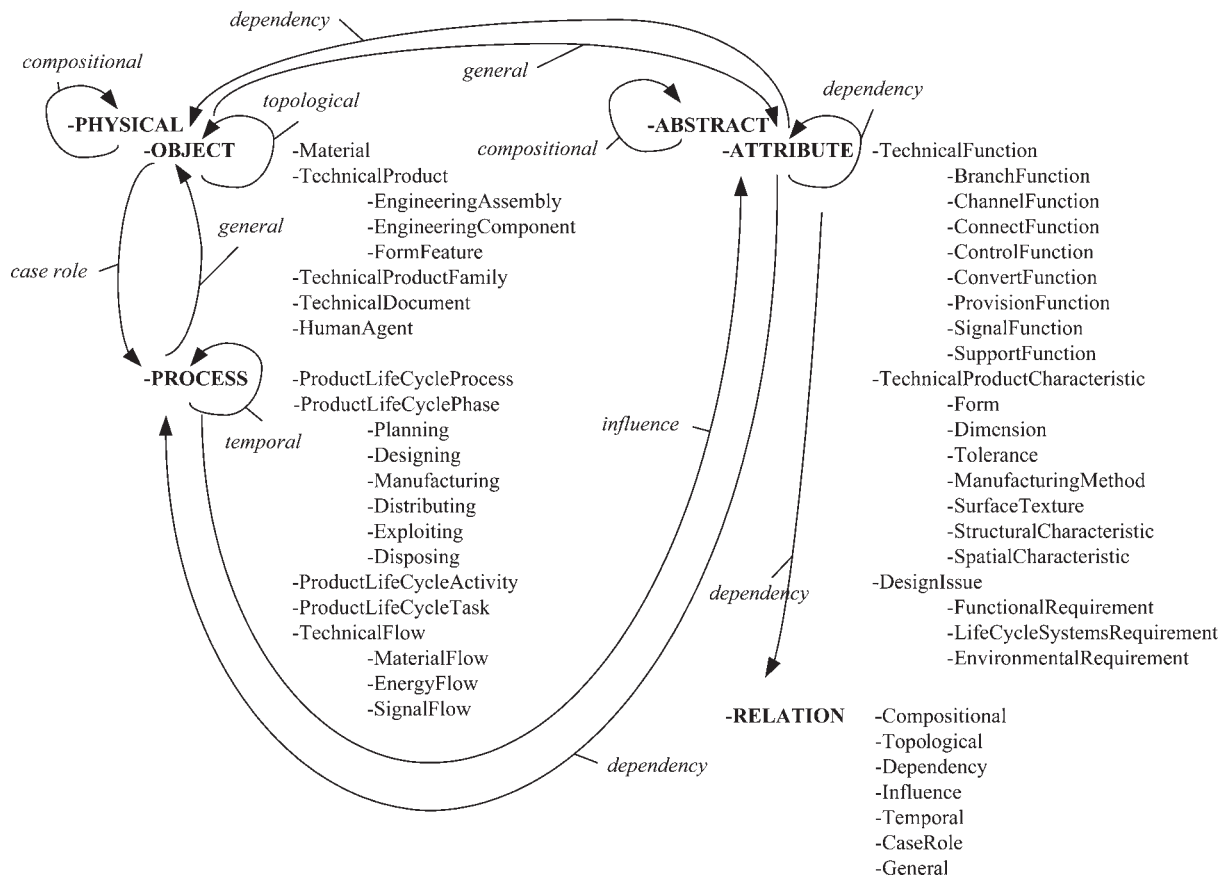 dependency
compositional
general
topological
dependency
-PHYSICAL
-ABSTRACT
compositional
-OBJECT
-Material
-TechnicalProduct
-EngineeringAssembly
-EngineeringComponent
-FormFeature
-TechnicalProductFamily
-TechnicalDocument
-HumanAgent
general
case role
-PROCESS
temporal
-ProductLifeCycleProcess
-ProductLifeCyclePhase
-Planning
-Designing
-Manufacturing
-Distributing
-Exploiting
-Disposing
-ProductLifeCycleActivity
-ProductLifeCycleTask
-TechnicalFlow
-MaterialFlow
-EnergyFlow
-SignalFlow
influence
dependency
dependency
-ATTRIBUTE
-TechnicalFunction
-BranchFunction
-ChannelFunction
-ConnectFunction
-ControlFunction
-ConvertFunction
-ProvisionFunction
-SignalFunction
-SupportFunction
-TechnicalProductCharacteristic
-Form
-Dimension
-Tolerance
-ManufacturingMethod
-SurfaceTexture
-StructuralCharacteristic
-SpatialCharacteristic
-DesignIssue
-FunctionalRequirement
-LifeCycleSystemsRequirement
-EnvironmentalRequirement
-RELATION
-Compositional
-Topological
-Dependency
-Influence
-Temporal
-CaseRole
-General